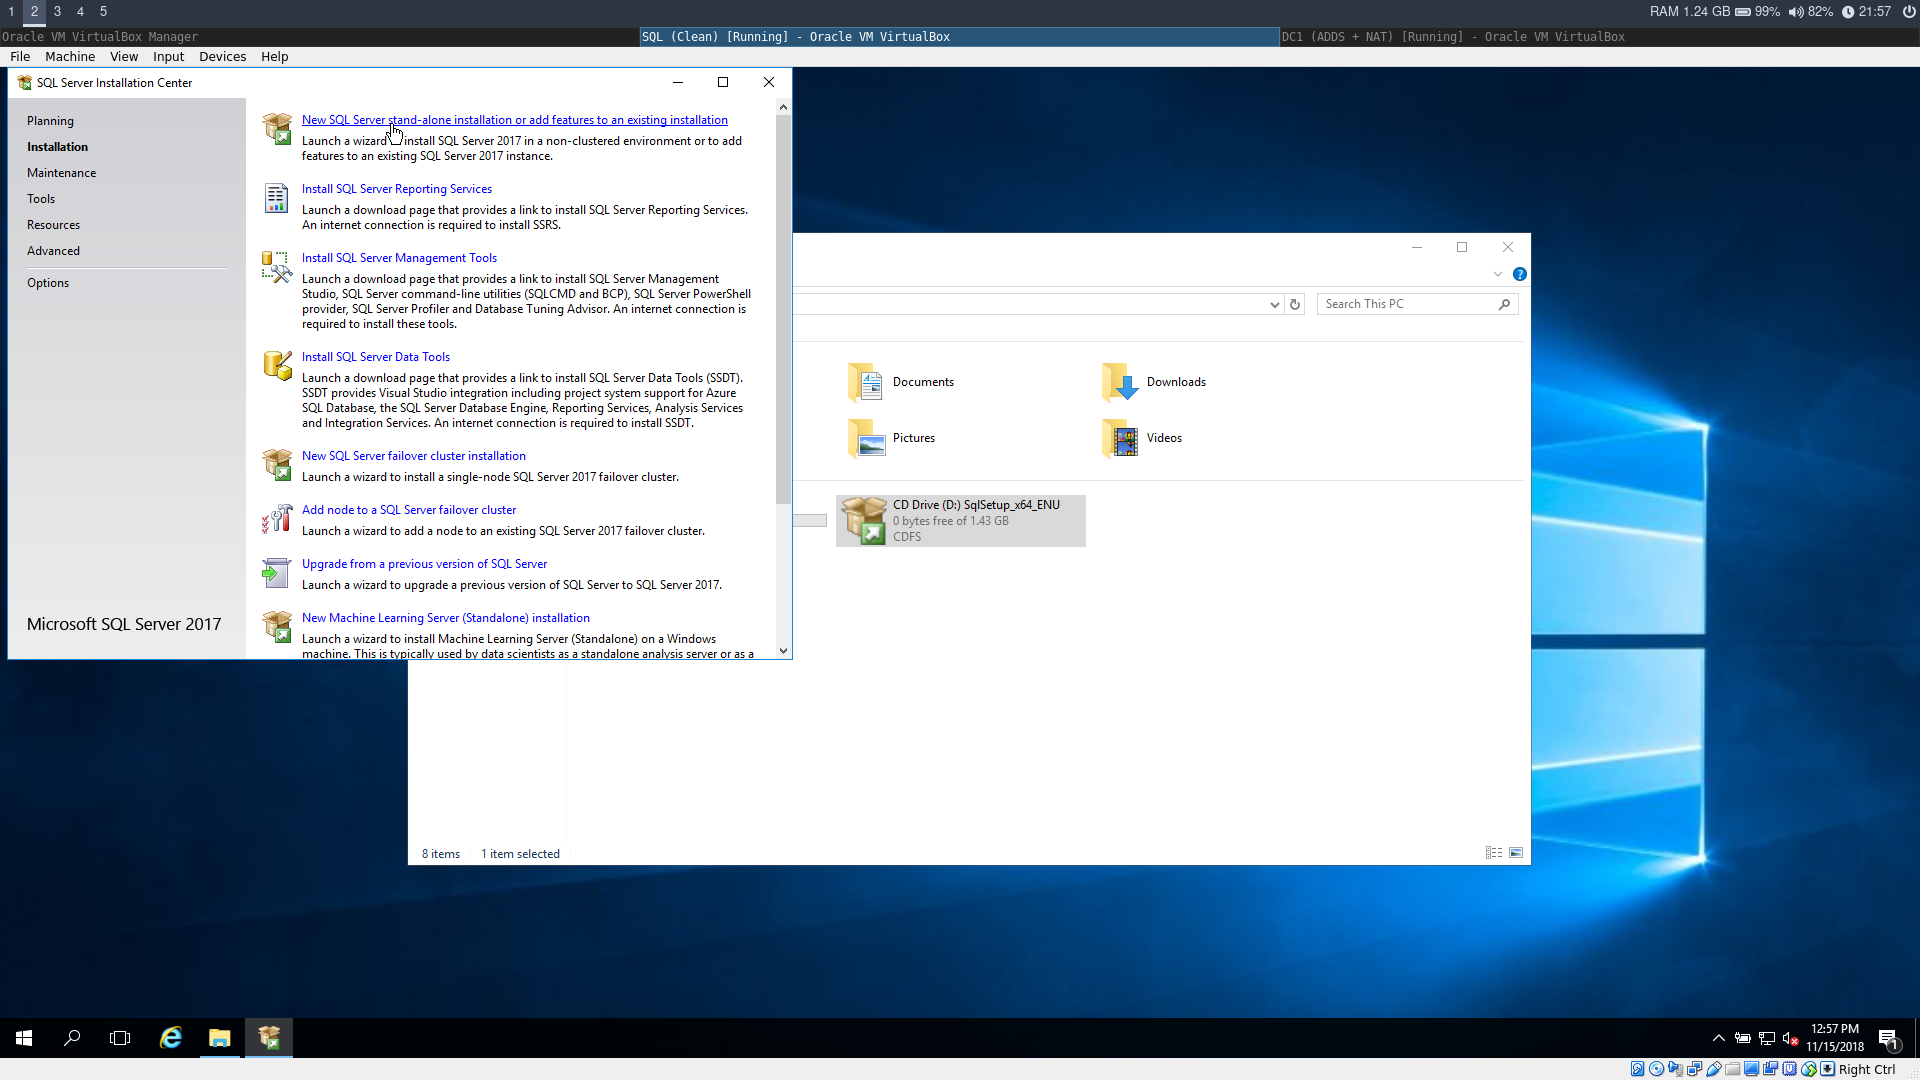 1 2 3 4 5
RAM 1.24 GB 99% 82% 21:57
Oracle VM VirtualBox Manager
SQL (Clean) [Running] - Oracle VM VirtualBox
DC1 (ADDS + NAT) [Running] - Oracle VM VirtualBox
File Machine View Input Devices Help
SQL Server Installation Center
Planning
Installation
Maintenance
Tools
Resources
Advanced
Options
Microsoft SQL Server 2017
New SQL Server stand-alone installation or add features to an existing installation
Launch a wizard to install SQL Server 2017 in a non-clustered environment or to add
features to an existing SQL Server 2017 instance.
Install SQL Server Reporting Services
Launch a download page that provides a link to install SQL Server Reporting Services.
An internet connection is required to install SSRS.
Install SQL Server Management Tools
Launch a download page that provides a link to install SQL Server Management
Studio, SQL Server command-line utilities (SQLCMD and BCP), SQL Server PowerShell
provider, SQL Server Profiler and Database Tuning Advisor. An internet connection is
required to install these tools.
Install SQL Server Data Tools
Launch a download page that provides a link to install SQL Server Data Tools (SSDT).
SSDT provides Visual Studio integration including project system support for Azure
SQL Database, the SQL Server Database Engine, Reporting Services, Analysis Services
and Integration Services. An internet connection is required to install SSDT.
New SQL Server failover cluster installation
Launch a wizard to install a single-node SQL Server 2017 failover cluster.
Add node to a SQL Server failover cluster
Launch a wizard to add a node to an existing SQL Server 2017 failover cluster.
Upgrade from a previous version of SQL Server
Launch a wizard to upgrade a previous version of SQL Server to SQL Server 2017.
New Machine Learning Server (Standalone) installation
Launch a wizard to install Machine Learning Server (Standalone) on a Windows
machine. This is typically used by data scientists as a standalone analysis server or as a
Search This PC
Documents
Downloads
Pictures
Videos
CD Drive (D:) SqlSetup_x64_ENU
0 bytes free of 1.43 GB
CDFS
8 items 1 item selected
12:57 PM
11/15/2018
1
Right Ctrl